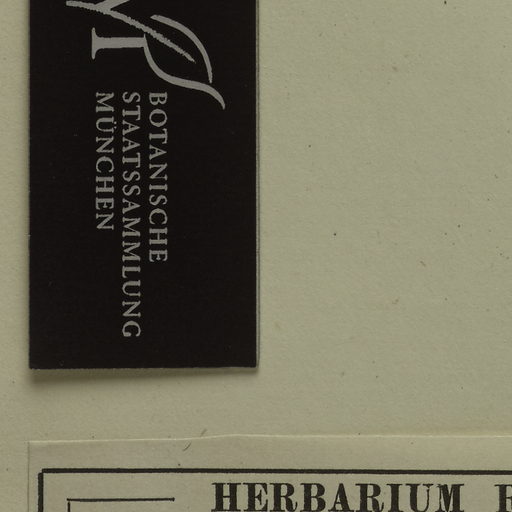 BOTANISCHE
STAATSSAMMLUNG
MÜNCHEN
HERBARIUM